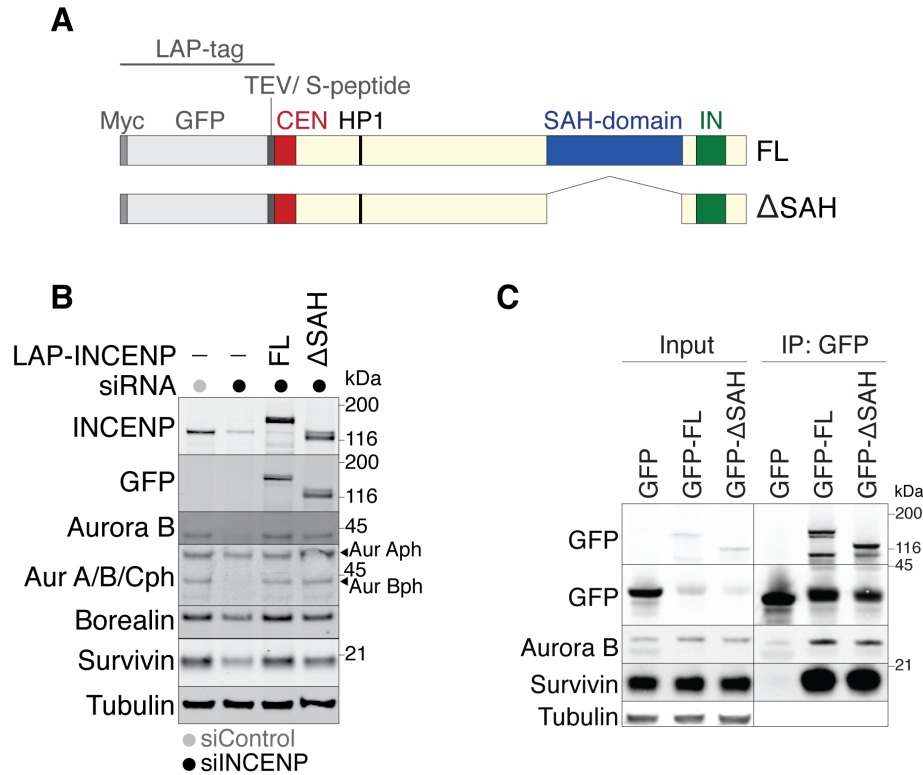 A
LAP-tag
TEV/ S-peptide
Myc GFP CEN HP1 SAH-domain IN
FL
ΔSAH
B
LAP-INCENP – – FL ΔSAH
siRNA
kDa
INCENP
200
116
GFP
200
116
Aurora B
45
Aur A/B/Cph
Aur Aph
45
Aur Bph
Borealin
Survivin
21
Tubulin
siControl
siINCENP
C
Input IP: GFP
GFP GFP-FL GFP-ΔSAH GFP GFP-FL GFP-ΔSAH
kDa
GFP
200
116
45
GFP
Aurora B
21
Survivin
Tubulin